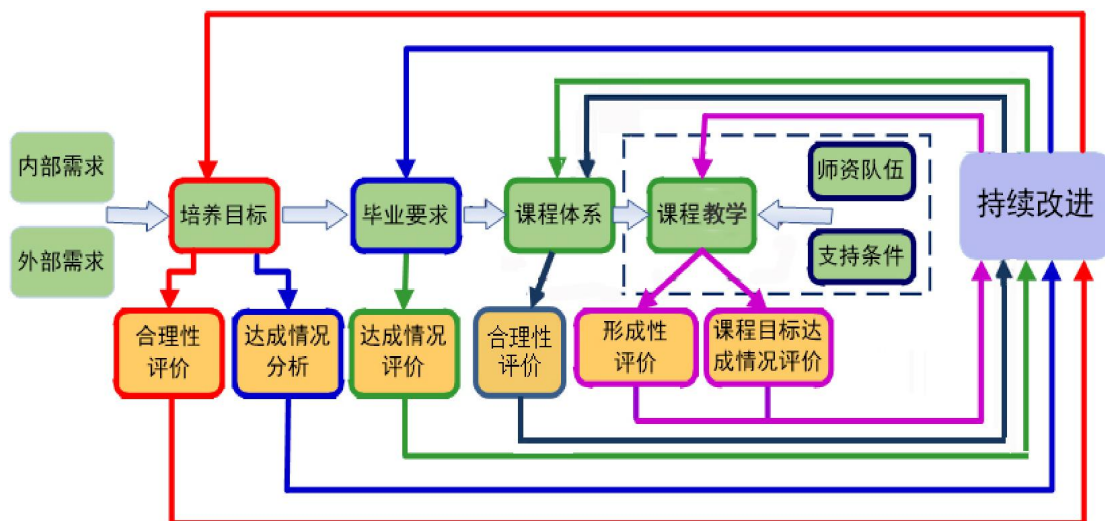 内部需求
外部需求
培养目标
毕业要求
课程体系
课程教学
师资队伍
支持条件
持续改进
合理性
评价
达成情况
分析
达成情况
评价
合理性
评价
形成性
评价
课程目标达
成情况评价